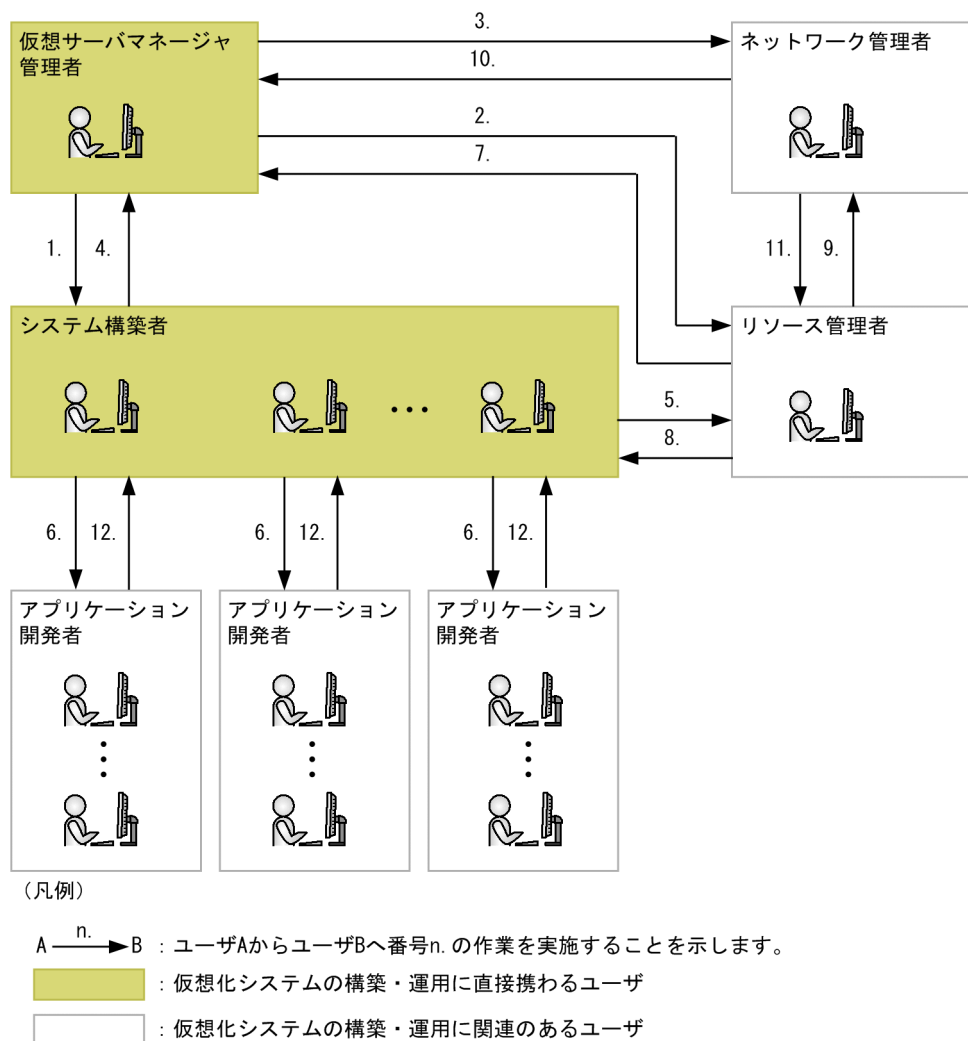 仮想サーバマネージャ
管理者
3.
ネットワーク管理者
10.
2.
7.
1.
4.
11.
9.
システム構築者
リソース管理者
...
5.
8.
6.
12.
6.
12.
6.
12.
アプリケーション
開発者
アプリケーション
開発者
アプリケーション
開発者
(凡例)
A n. B : ユーザAからユーザBへ番号n. の作業を実施することを示します。
: 仮想化システムの構築・運用に直接携わるユーザ
: 仮想化システムの構築・運用に関連のあるユーザ